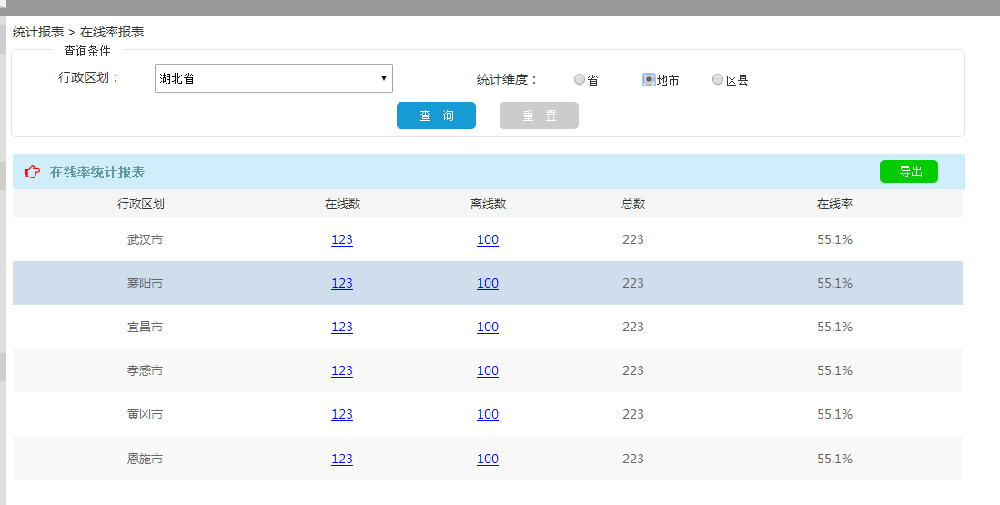 统计报表 > 在线率报表
查询条件
行政区划： 湖北省 统计维度： 省 地市 区县
查 询 重 置
在线率统计报表 导出
行政区划 在线数 离线数 总数 在线率
武汉市 123 100 223 55.1%
襄阳市 123 100 223 55.1%
宜昌市 123 100 223 55.1%
孝感市 123 100 223 55.1%
黄冈市 123 100 223 55.1%
恩施市 123 100 223 55.1%